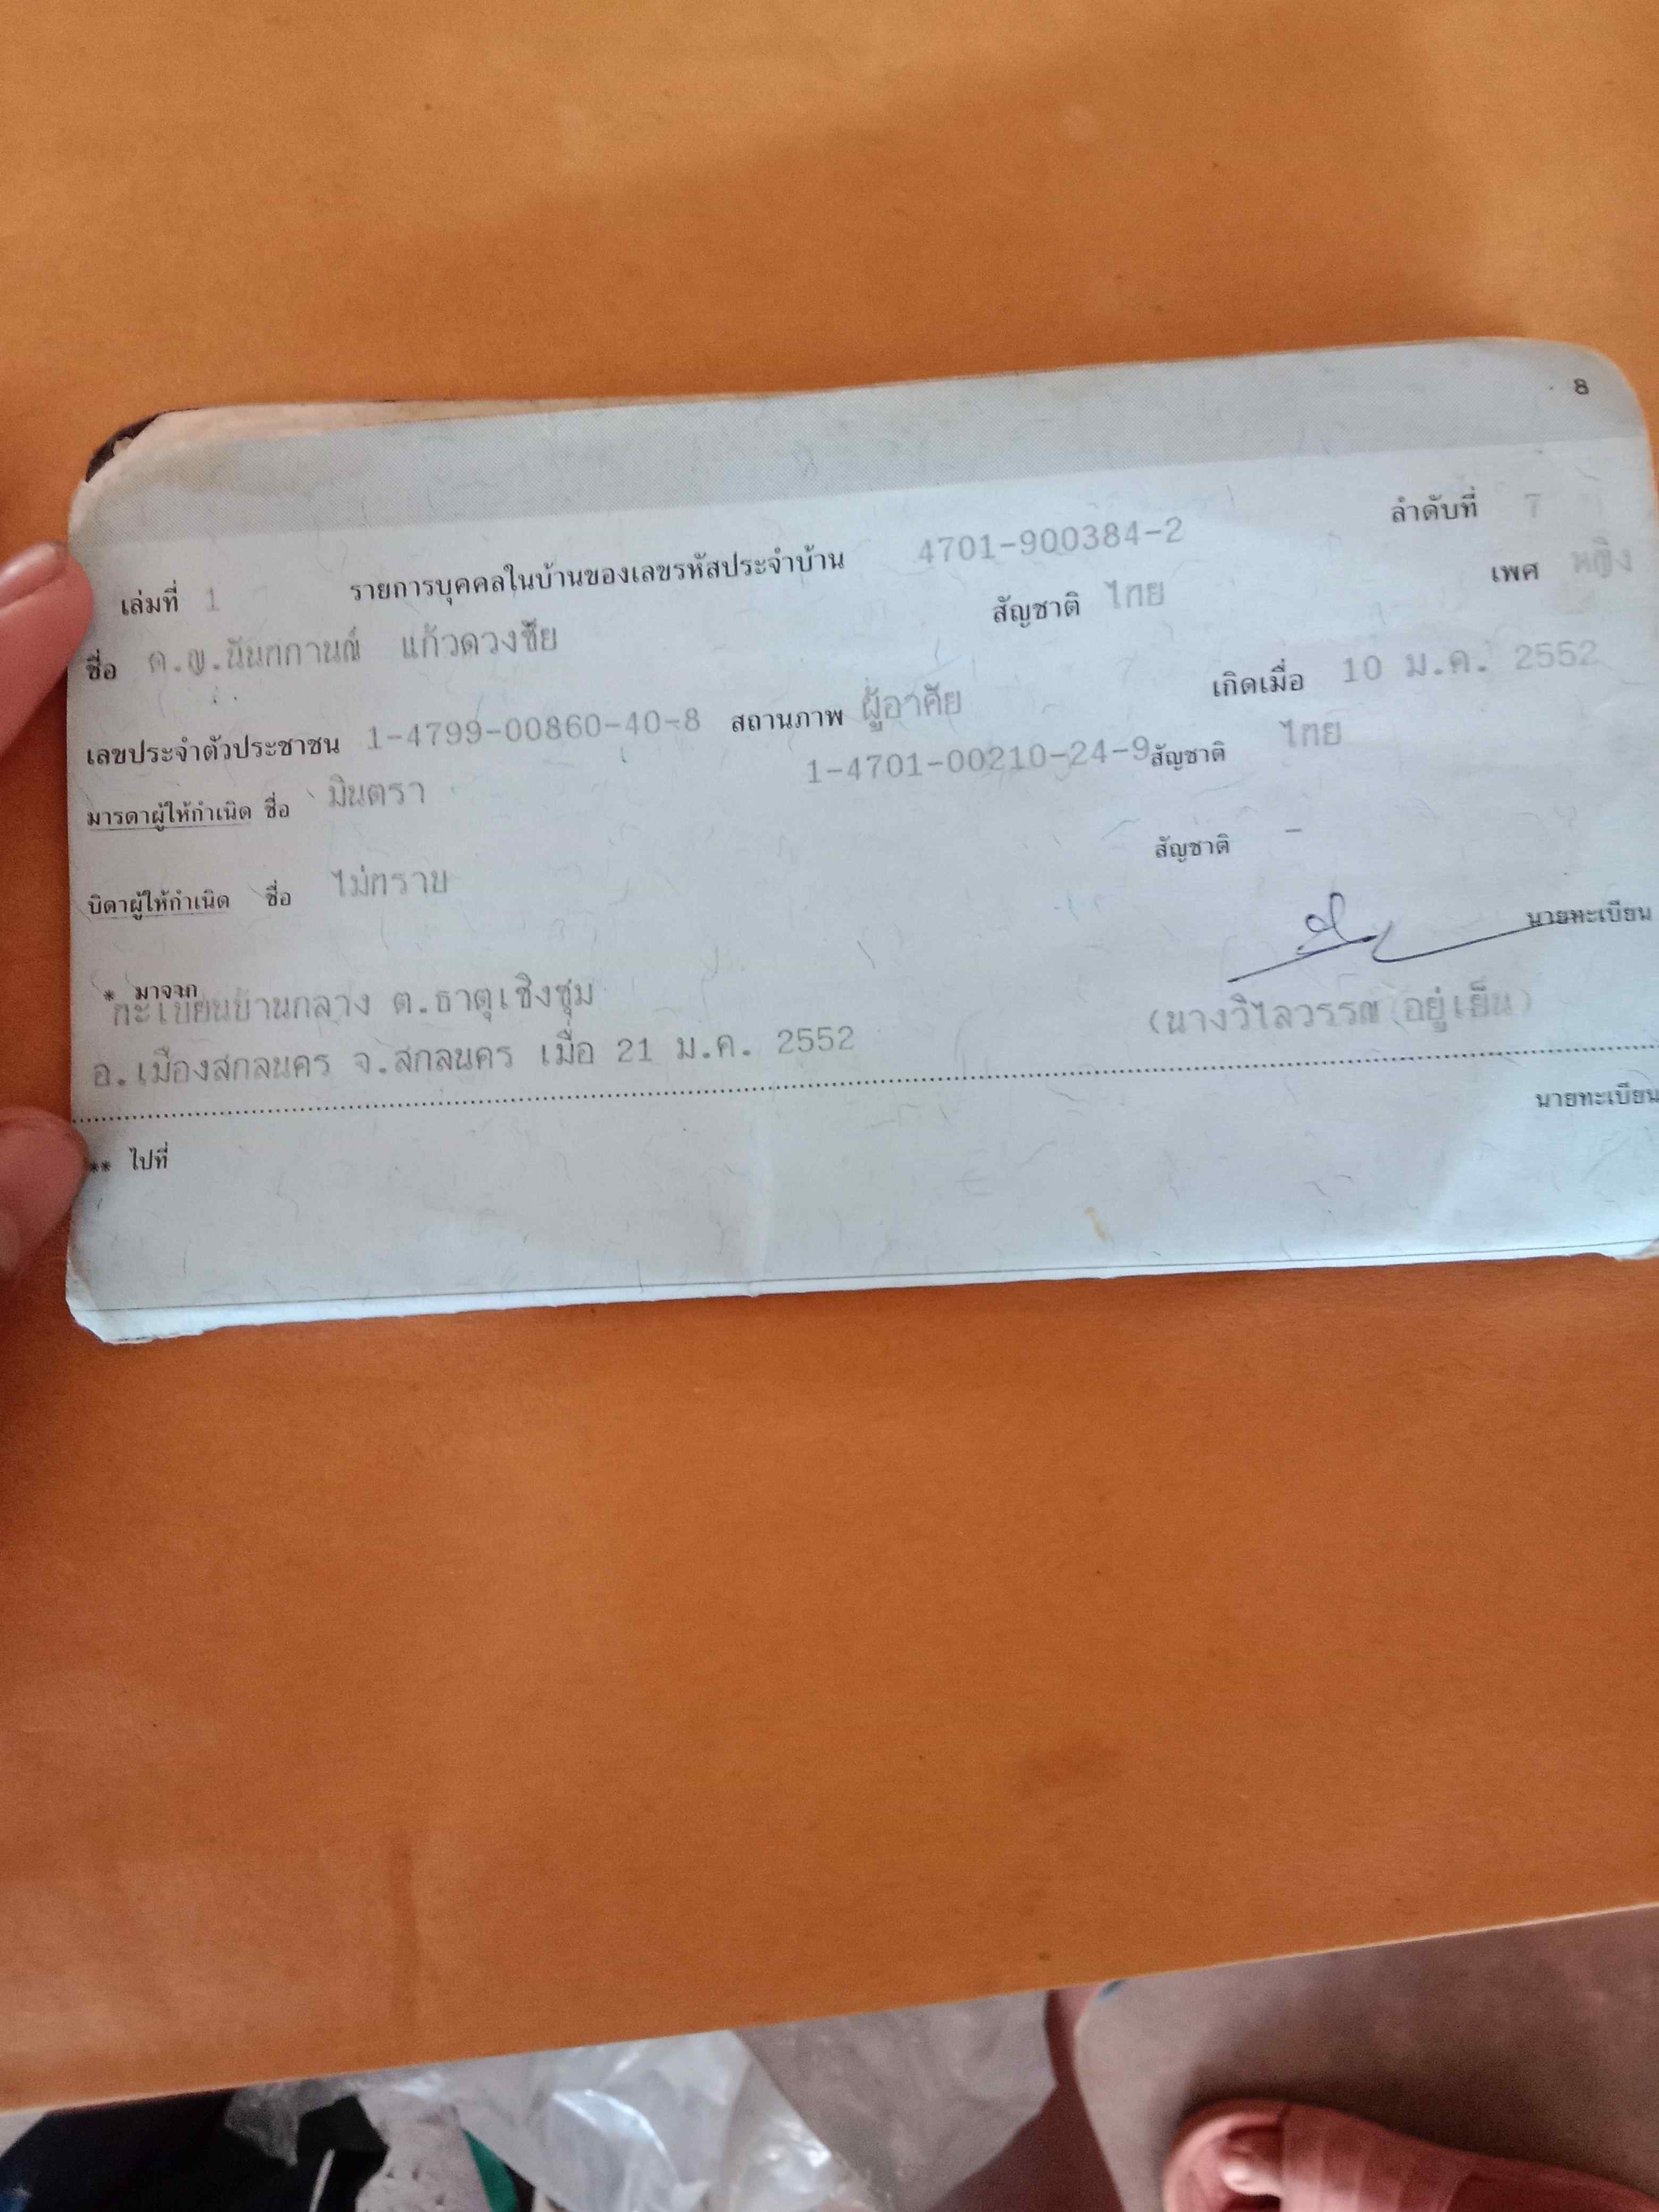 8
เล่มที่ 1 รายการบุคคลในบ้านของเลขรหัสประจำบ้าน 4701-900384-2 ลำดับที่ 7
ชื่อ ด.ญ.นันทกานณ์ แก้วดวงชัย สัญชาติ ไทย เพศ หญิง
เลขประจำตัวประชาชน 1-4799-00860-40-8 สถานภาพ ผู้อาศัย เกิดเมื่อ 10 ม.ค. 2552
มารดาผู้ให้กำเนิด ชื่อ มินตรา 1-4701-00210-24-9 สัญชาติ ไทย
บิดาผู้ให้กำเนิด ชื่อ ไม่ทราบ สัญชาติ -
นายทะเบียน
* มาจาก
ทะเบียนบ้านกลาง ต.ธาตุเชิงชุม (นางวิไลวรรณ อยู่เย็น)
อ.เมืองสกลนคร จ.สกลนคร เมื่อ 21 ม.ค. 2552
นายทะเบียน
** ไปที่